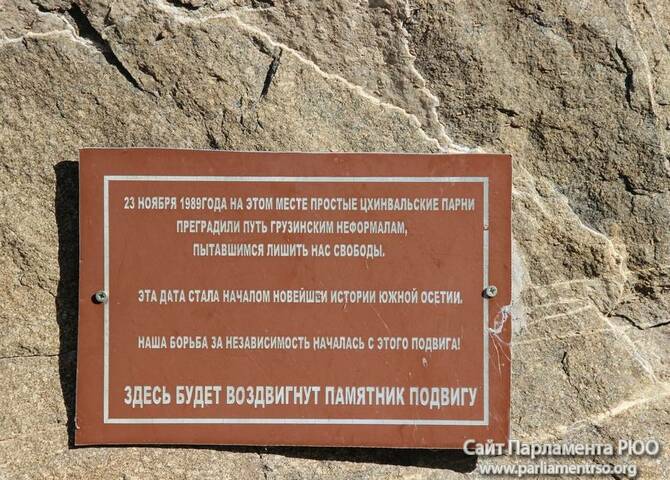 23 НОЯБРЯ 1989ГОДА НА ЭТОМ МЕСТЕ ПРОСТЫЕ ЦХИНВАЛЬСКИЕ ПАРНИ
ПРЕГРАДИЛИ ПУТЬ ГРУЗИНСКИМ НЕФОРМАЛАМ,
ПЫТАВШИМСЯ ЛИШИТЬ НАС СВОБОДЫ.
ЭТА ДАТА СТАЛА НАЧАЛОМ НОВЕЙШЕЙ ИСТОРИИ ЮЖНОЙ ОСЕТИИ.
НАША БОРЬБА ЗА НЕЗАВИСИМОСТЬ НАЧАЛАСЬ С ЭТОГО ПОДВИГА!
ЗДЕСЬ БУДЕТ ВОЗДВИГНУТ ПАМЯТНИК ПОДВИГУ
Сайт Парламента РЮО
www.parliamentrso.org